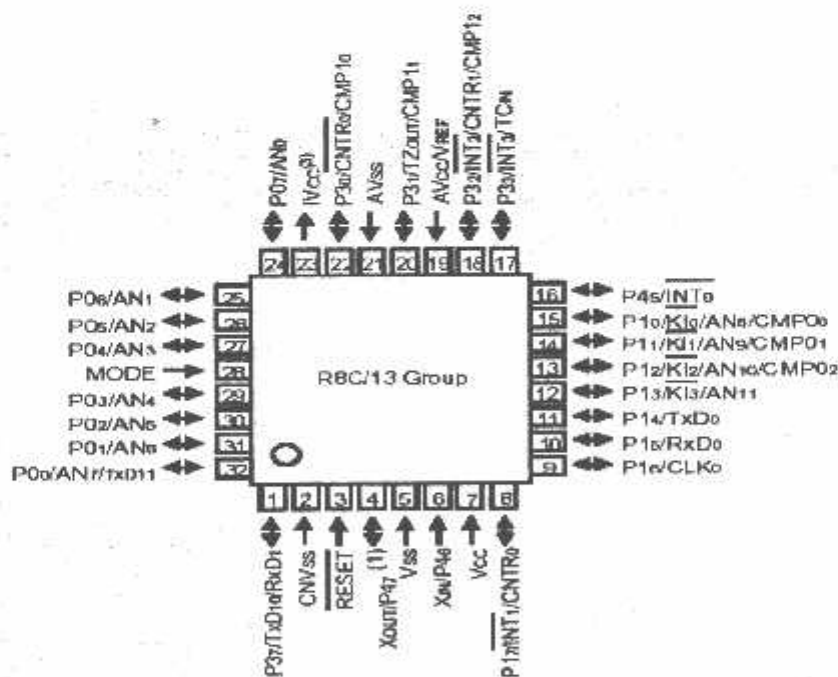 P07/AN0
IVCC(3)
P30/CNTR0/CMP10
AVSS
P31/TZOUT/CMP11
AVCC/VREF
P32/INT2/CNTR1/CMP12
P33/INT3/TCIN
24 23 22 21 20 19 18 17
P06/AN1 25
P05/AN2 26
P04/AN3 27
MODE 28
P03/AN4 29
P02/AN5 30
P01/AN6 31
P00/AN7/TxD11 32
R8C/13 Group
16 P45/INT0
15 P10/KI0/AN8/CMP00
14 P11/KI1/AN9/CMP01
13 P12/KI2/AN10/CMP02
12 P13/KI3/AN11
11 P14/TxD0
10 P15/RxD0
9 P16/CLK0
1 2 3 4 5 6 7 8
P37/TxD10/RxD1
CNVSS
RESET
XOUT/P47 (1)
VSS
XIN/P46
VCC
P17/INT1/CNTR0